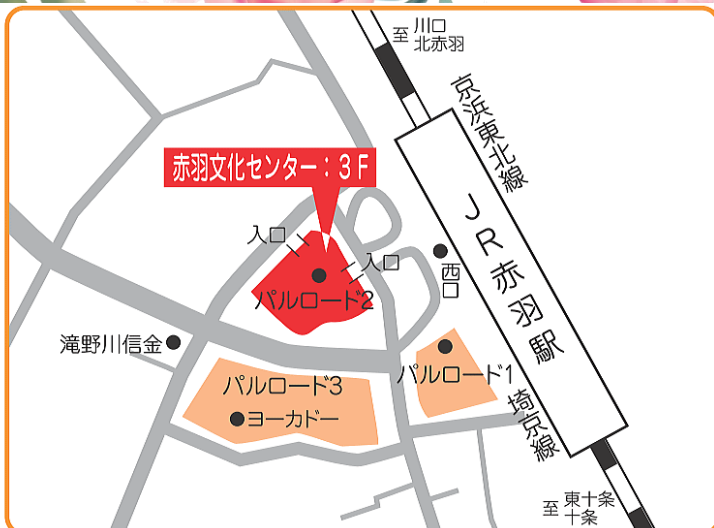 至 川口
北赤羽
京浜東北線
赤羽文化センター：3F
JR赤羽駅
入口
入口
西口
パルロード2
滝野川信金
パルロード3
パルロード1
ヨーカドー
埼京線
至 東十条
十条